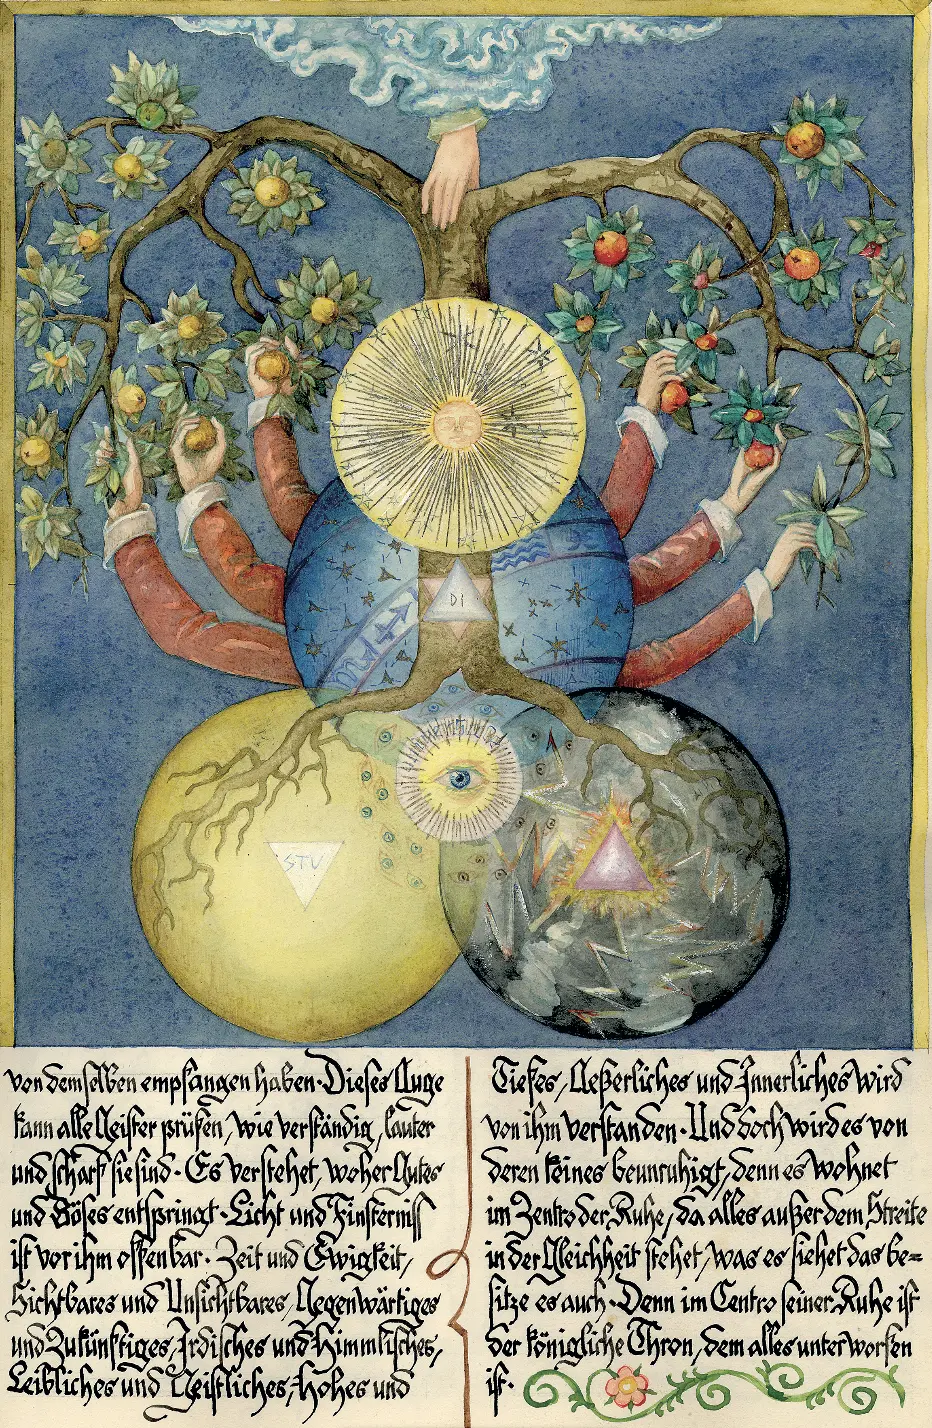 DI
STU
von demselben empfangen haben. Dieses Auge
kann alle Geister prüfen, wie verständig, lauter
und scharf sie sind. Es verstehet, woher Gutes
und Böses entspringt. Licht und Finsterniss
ist vor ihm offenbar. Zeit und Ewigkeit,
Sichtbares und Unsichtbares, Gegenwärtiges
und Zukünftiges, Irdisches und Himmlisches,
Leibliches und Geistliches, Hohes und
Tiefes, Aeßerliches und Innerliches wird
von ihm verstanden. Und doch wird es von
deren keines beunruhigt, denn es wohnet
im Zentro der Ruhe, da alles außer dem Streite
in der Gleichheit stehet, was es siehet das be=
sitze es auch. Denn im Centro seiner Ruhe ist
der königliche Thron, dem alles unterworfen
ist.